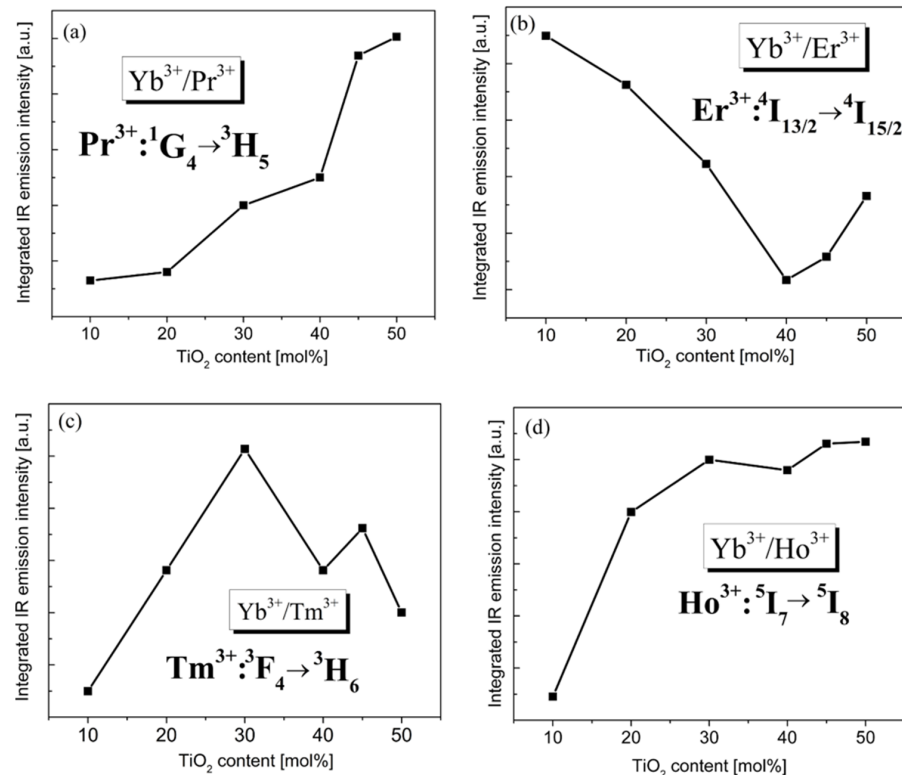 (a)
Yb³⁺/Pr³⁺
Pr³⁺:¹G₄→³H₅
Integrated IR emission intensity [a.u.]
10 20 30 40 50
TiO₂ content [mol%]
(b)
Yb³⁺/Er³⁺
Er³⁺:⁴I₁₃/₂→⁴I₁₅/₂
Integrated IR emission intensity [a.u.]
10 20 30 40 50
TiO₂ content [mol%]
(c)
Yb³⁺/Tm³⁺
Tm³⁺:³F₄→³H₆
Integrated IR emission intensity [a.u.]
10 20 30 40 50
TiO₂ content [mol%]
(d)
Yb³⁺/Ho³⁺
Ho³⁺:⁵I₇→⁵I₈
Integrated IR emission intensity [a.u.]
10 20 30 40 50
TiO₂ content [mol%]